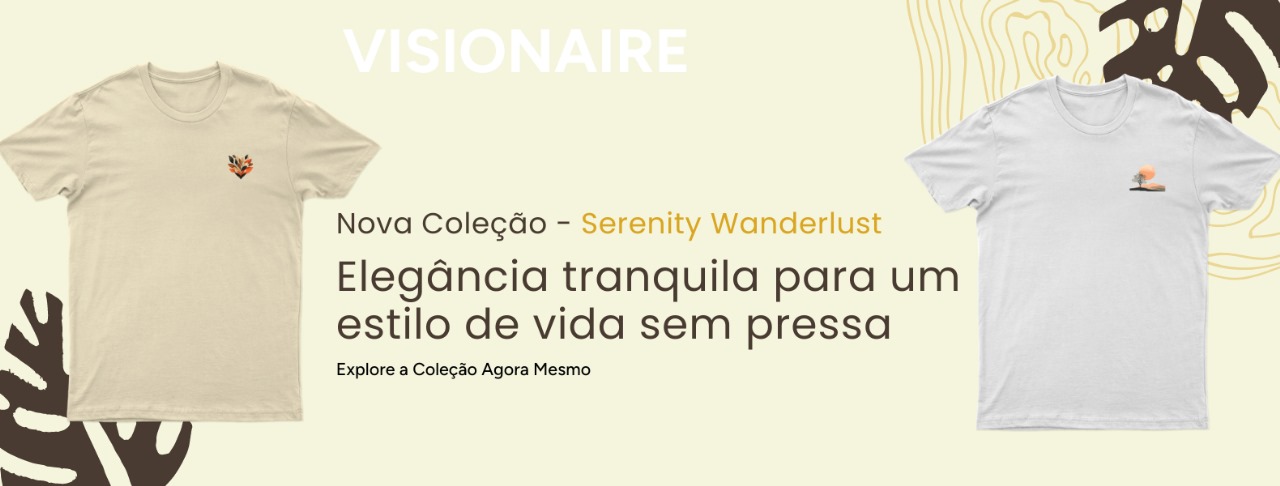 VISIONAIRE
Nova Coleção - Serenity Wanderlust
Elegância tranquila para um
estilo de vida sem pressa
Explore a Coleção Agora Mesmo